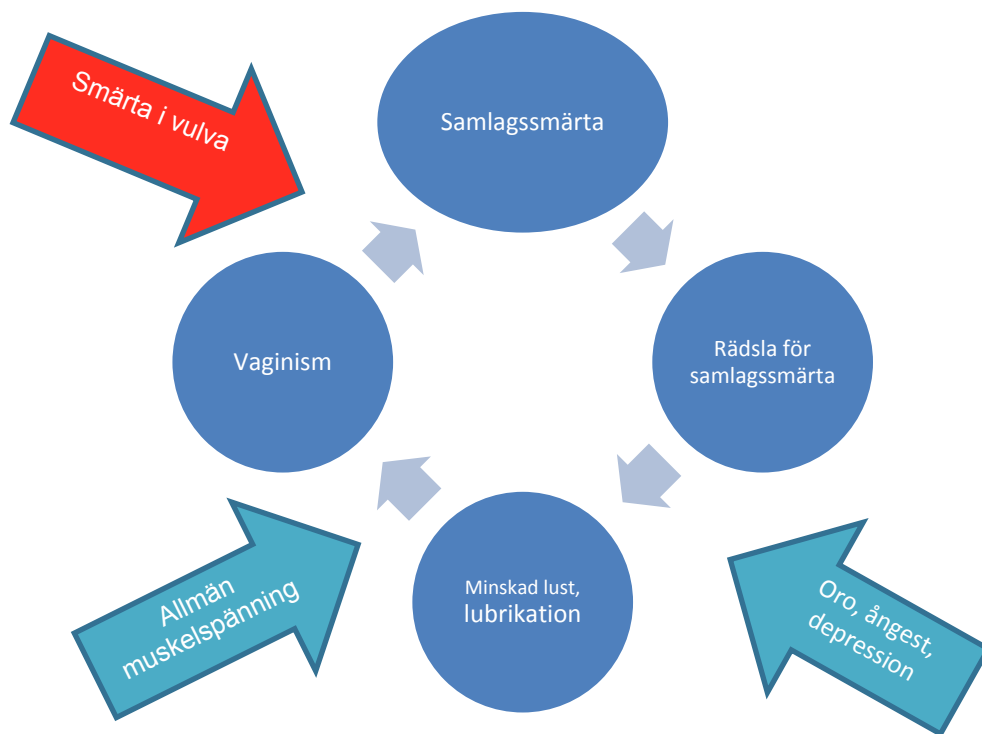 Smärta i vulva
Samlagssmärta
Vaginism
Rädsla för
samlagssmärta
Minskad lust,
lubrikation
Allmän
muskelspänning
Oro, ångest,
depression